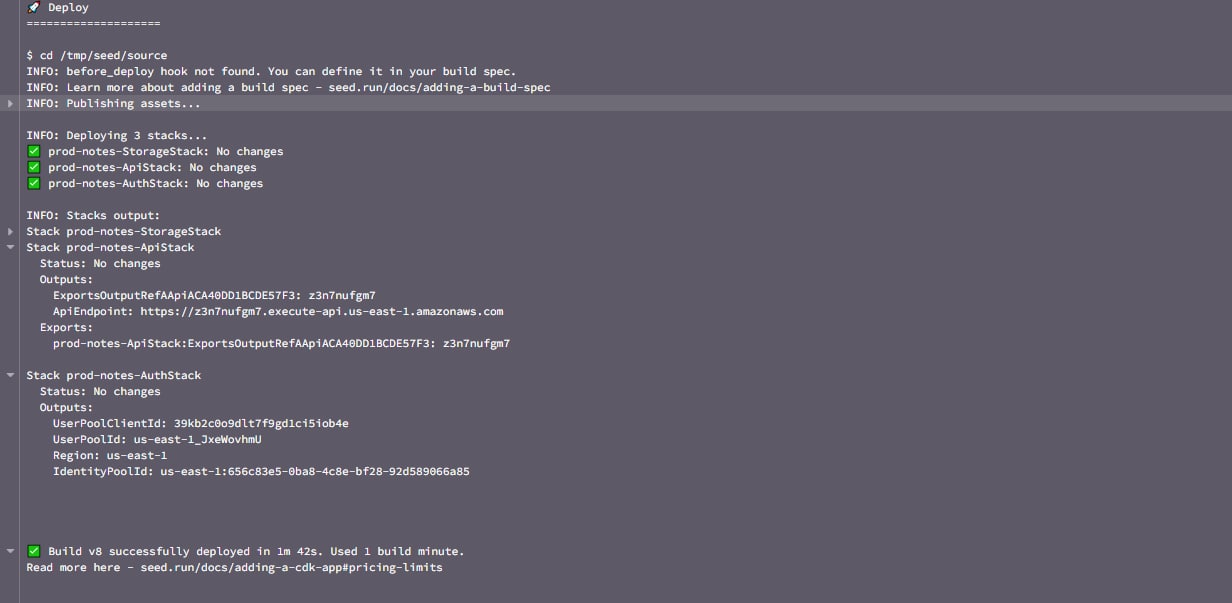 🚀 Deploy
====================
$ cd /tmp/seed/source
INFO: before_deploy hook not found. You can define it in your build spec.
INFO: Learn more about adding a build spec - seed.run/docs/adding-a-build-spec
INFO: Publishing assets...
INFO: Deploying 3 stacks...
✅ prod-notes-StorageStack: No changes
✅ prod-notes-ApiStack: No changes
✅ prod-notes-AuthStack: No changes
INFO: Stacks output:
Stack prod-notes-StorageStack
Stack prod-notes-ApiStack
Status: No changes
Outputs:
ExportsOutputRefAApiACA40DD1BCDE57F3: z3n7nufgm7
ApiEndpoint: https://z3n7nufgm7.execute-api.us-east-1.amazonaws.com
Exports:
prod-notes-ApiStack:ExportsOutputRefAApiACA40DD1BCDE57F3: z3n7nufgm7
Stack prod-notes-AuthStack
Status: No changes
Outputs:
UserPoolClientId: 39kb2c0o9dlt7f9gd1ci5iob4e
UserPoolId: us-east-1_JxeWovhmU
Region: us-east-1
IdentityPoolId: us-east-1:656c83e5-0ba8-4c8e-bf28-92d589066a85
✅ Build v8 successfully deployed in 1m 42s. Used 1 build minute.
Read more here - seed.run/docs/adding-a-cdk-app#pricing-limits